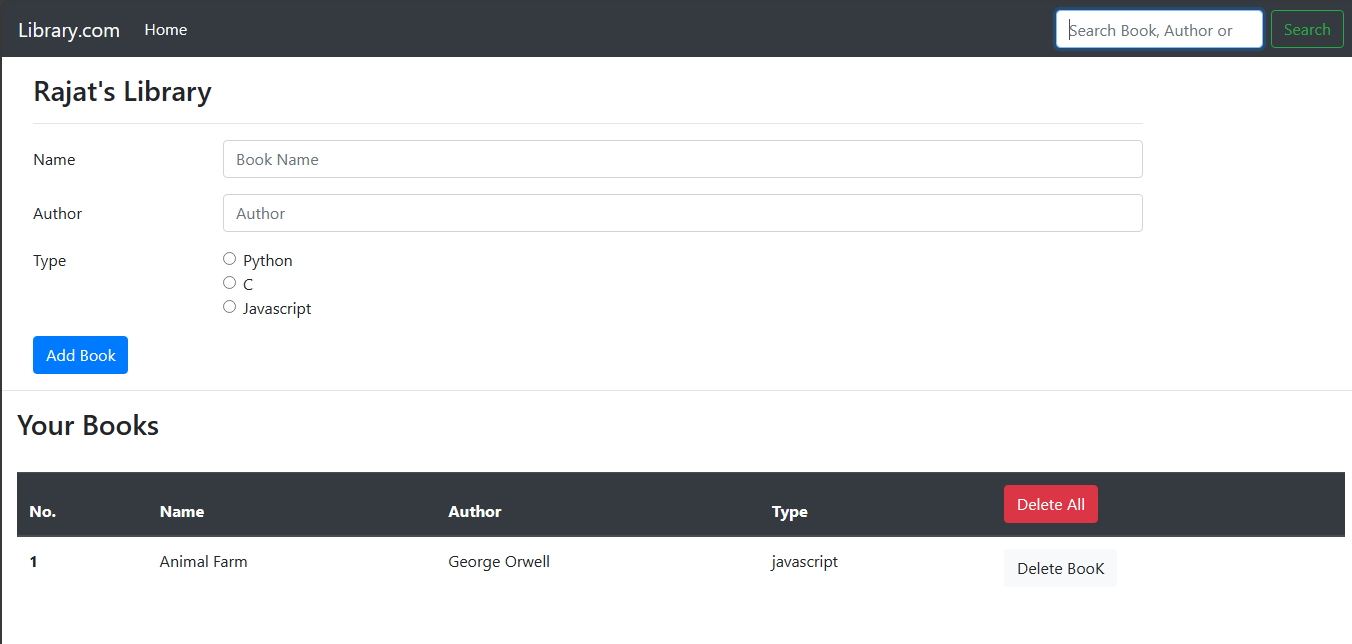 Library.com Home Search Book, Author or Search
Rajat's Library
Name Book Name
Author Author
Type Python
C
Javascript
Add Book
Your Books
No. Name Author Type Delete All
1 Animal Farm George Orwell javascript Delete BooK